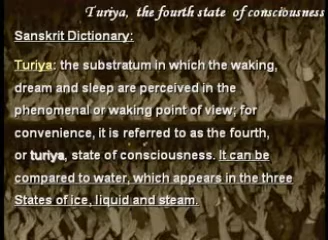 Turiya, the fourth state of consciousness
Sanskrit Dictionary:
Turiya: the substratum in which the waking,
dream and sleep are perceived in the
phenomenal or waking point of view; for
convenience, it is referred to as the fourth,
or turiya, state of consciousness. It can be
compared to water, which appears in the three
States of ice, liquid and steam.